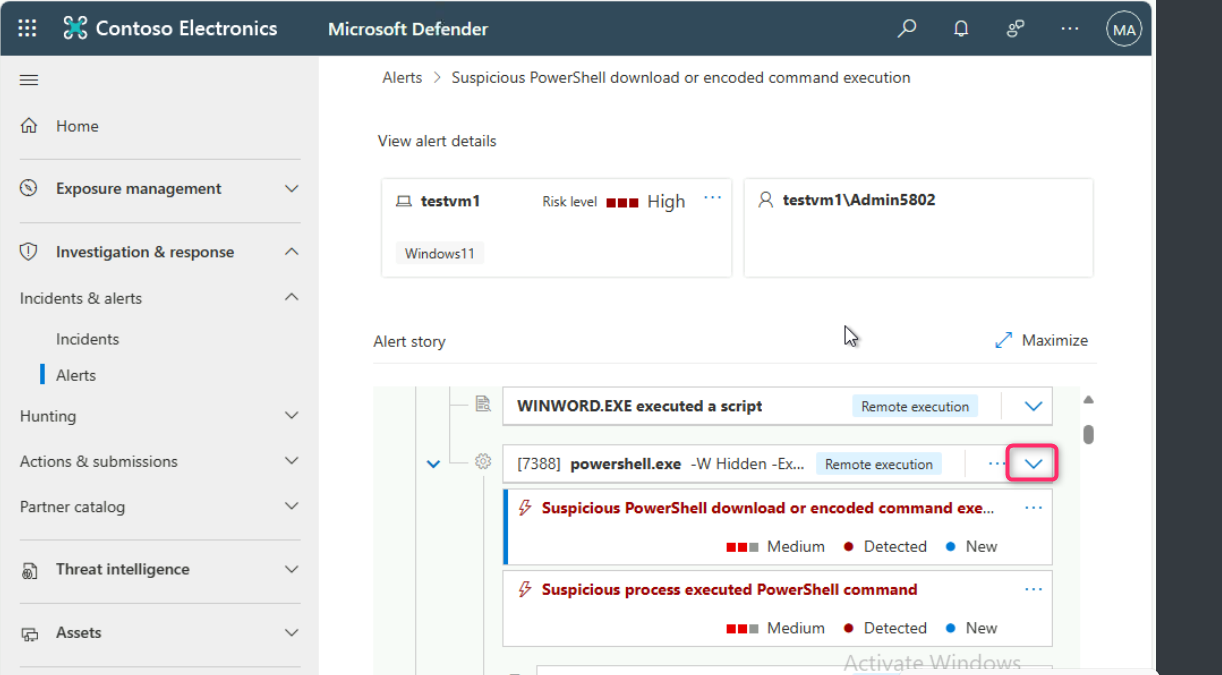 Contoso Electronics
Microsoft Defender
MA
Home
Exposure management
Investigation & response
Incidents & alerts
Incidents
Alerts
Hunting
Actions & submissions
Partner catalog
Threat intelligence
Assets
Alerts > Suspicious PowerShell download or encoded command execution
View alert details
testvm1 Risk level High ...
Windows11
testvm1\Admin5802
Alert story
Maximize
WINWORD.EXE executed a script Remote execution
[7388] powershell.exe -W Hidden -Ex... Remote execution ...
Suspicious PowerShell download or encoded command exe... ...
Medium Detected New
Suspicious process executed PowerShell command ...
Medium Detected New
Activate Windows